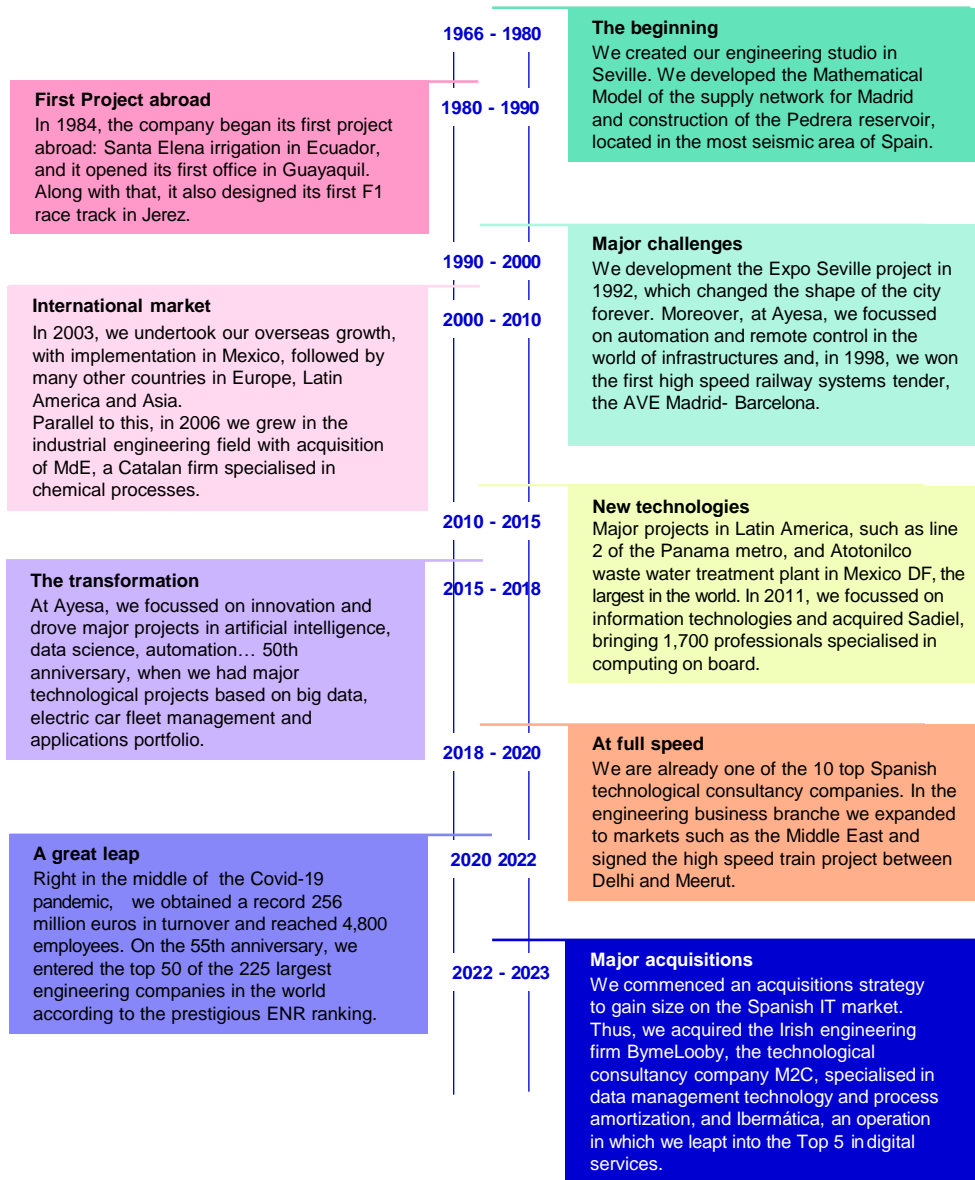 1966 - 1980
The beginning
We created our engineering studio in
Seville. We developed the Mathematical
Model of the supply network for Madrid
and construction of the Pedrera reservoir,
located in the most seismic area of Spain.
1980 - 1990
First Project abroad
In 1984, the company began its first project
abroad: Santa Elena irrigation in Ecuador,
and it opened its first office in Guayaquil.
Along with that, it also designed its first F1
race track in Jerez.
1990 - 2000
Major challenges
We development the Expo Seville project in
1992, which changed the shape of the city
forever. Moreover, at Ayesa, we focussed
on automation and remote control in the
world of infrastructures and, in 1998, we won
the first high speed railway systems tender,
the AVE Madrid- Barcelona.
2000 - 2010
International market
In 2003, we undertook our overseas growth,
with implementation in Mexico, followed by
many other countries in Europe, Latin
America and Asia.
Parallel to this, in 2006 we grew in the
industrial engineering field with acquisition
of MdE, a Catalan firm specialised in
chemical processes.
2010 - 2015
New technologies
Major projects in Latin America, such as line
2 of the Panama metro, and Atotonilco
waste water treatment plant in Mexico DF, the
largest in the world. In 2011, we focussed on
information technologies and acquired Sadiel,
bringing 1,700 professionals specialised in
computing on board.
2015 - 2018
The transformation
At Ayesa, we focussed on innovation and
drove major projects in artificial intelligence,
data science, automation… 50th
anniversary, when we had major
technological projects based on big data,
electric car fleet management and
applications portfolio.
2018 - 2020
At full speed
We are already one of the 10 top Spanish
technological consultancy companies. In the
engineering business branche we expanded
to markets such as the Middle East and
signed the high speed train project between
Delhi and Meerut.
2020 2022
A great leap
Right in the middle of the Covid-19
pandemic, we obtained a record 256
million euros in turnover and reached 4,800
employees. On the 55th anniversary, we
entered the top 50 of the 225 largest
engineering companies in the world
according to the prestigious ENR ranking.
2022 - 2023
Major acquisitions
We commenced an acquisitions strategy
to gain size on the Spanish IT market.
Thus, we acquired the Irish engineering
firm BymeLooby, the technological
consultancy company M2C, specialised in
data management technology and process
amortization, and Ibermática, an operation
in which we leapt into the Top 5 in digital
services.